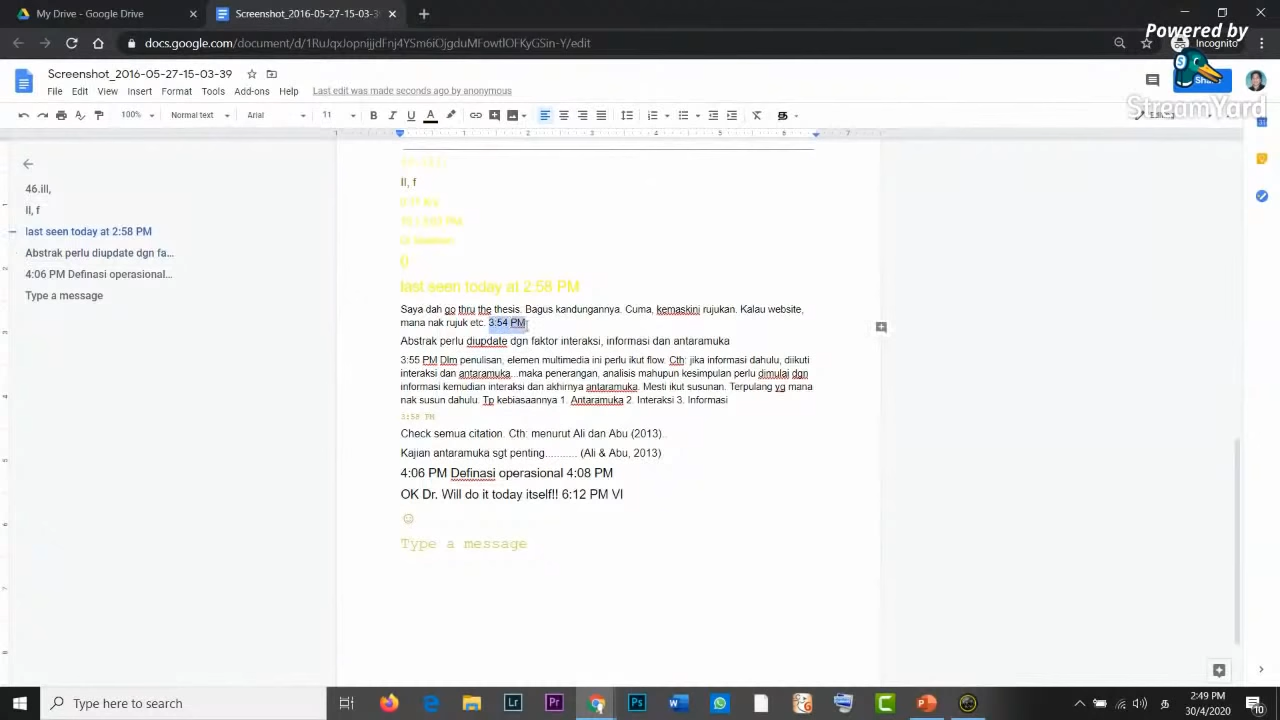 My Drive - Google Drive
Screenshot_2016-05-27-15-03-39
Powered by
docs.google.com/document/d/1RuJqxJopnijjdFnj4YSm6iOjgduMFowtlOFKyGSin-Y/edit
Incognito
Screenshot_2016-05-27-15-03-39
File Edit View Insert Format Tools Add-ons Help Last edit was made seconds ago by anonymous
StreamYard
100% Normal text Arial 11
46.ill,
ll, f
ll, f
last seen today at 2:58 PM
Abstrak perlu diupdate dgn fa...
4:06 PM Definasi operasional...
Type a message
()
last seen today at 2:58 PM
Saya dah go thru the thesis. Bagus kandungannya. Cuma, kemaskini rujukan. Kalau website,
mana nak rujuk etc. 3:54 PM
Abstrak perlu diupdate dgn faktor interaksi, informasi dan antaramuka
3:55 PM Dlm penulisan, elemen multimedia ini perlu ikut flow. Cth: jika informasi dahulu, diikuti
interaksi dan antaramuka...maka penerangan, analisis mahupun kesimpulan perlu dimulai dgn
informasi kemudian interaksi dan akhirnya antaramuka. Mesti ikut susunan. Terpulang yg mana
nak susun dahulu. Tp kebiasaannya 1. Antaramuka 2. Interaksi 3. Informasi
3:58 PM
Check semua citation. Cth: menurut Ali dan Abu (2013)..
Kajian antaramuka sgt penting........... (Ali & Abu, 2013)
4:06 PM Definasi operasional 4:08 PM
OK Dr. Will do it today itself!! 6:12 PM VI
☺
Type a message
Type here to search
2:49 PM
30/4/2020
10